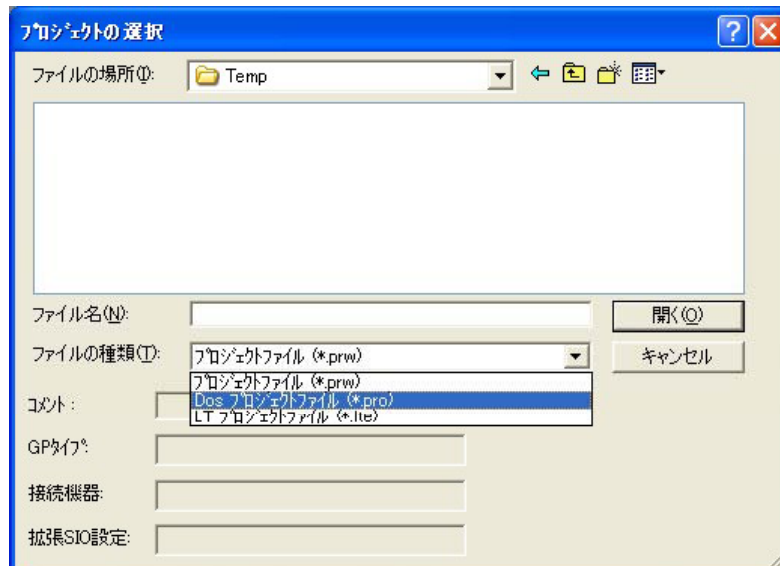 プロジェクトの選択
ファイルの場所(I):
Temp
ファイル名(N):
開く(O)
ファイルの種類(T):
プロジェクトファイル (*.prw)
キャンセル
プロジェクトファイル (*.prw)
Dos プロジェクトファイル (*.pro)
LT プロジェクトファイル (*.lte)
コメント:
GPタイプ:
接続機器:
拡張SIO設定: